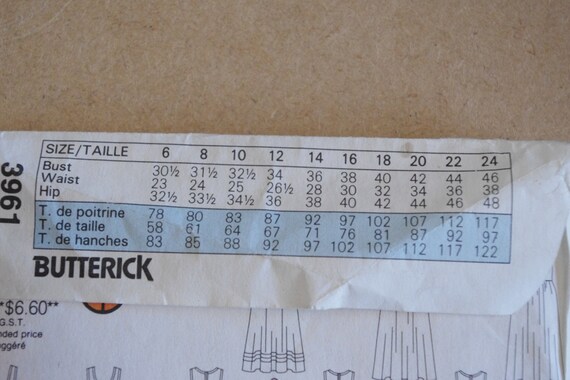 SIZE/TAILLE 6 8 10 12 14 16 18 20 22 24
Bust 30½ 31½ 32½ 34 36 38 40 42 44 46
Waist 23 24 25 26½ 28 30 32 34 36 38
Hip 32½ 33½ 34½ 36 38 40 42 44 46 48
T. de poitrine 78 80 83 87 92 97 102 107 112 117
T. de taille 58 61 64 67 71 76 81 87 92 97
T. de hanches 83 85 88 92 97 102 107 112 117 122
BUTTERICK
3961
*$6.60**
G.S.T.
nded price
ggéré